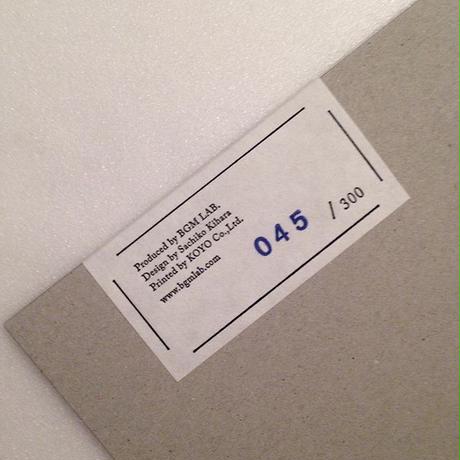 Produced by BGM LAB.
Design by Sachiko Kihara
Printed by KOYO Co.,Ltd.
www.bgmlab.com
045 / 300